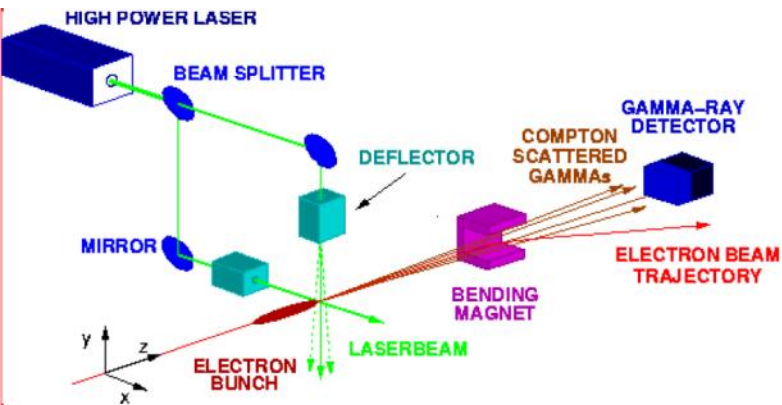 HIGH POWER LASER
BEAM SPLITTER
GAMMA-RAY
DETECTOR
COMPTON
SCATTERED
GAMMAs
DEFLECTOR
MIRROR
ELECTRON BEAM
TRAJECTORY
BENDING
MAGNET
LASERBEAM
ELECTRON
BUNCH
y
z
x